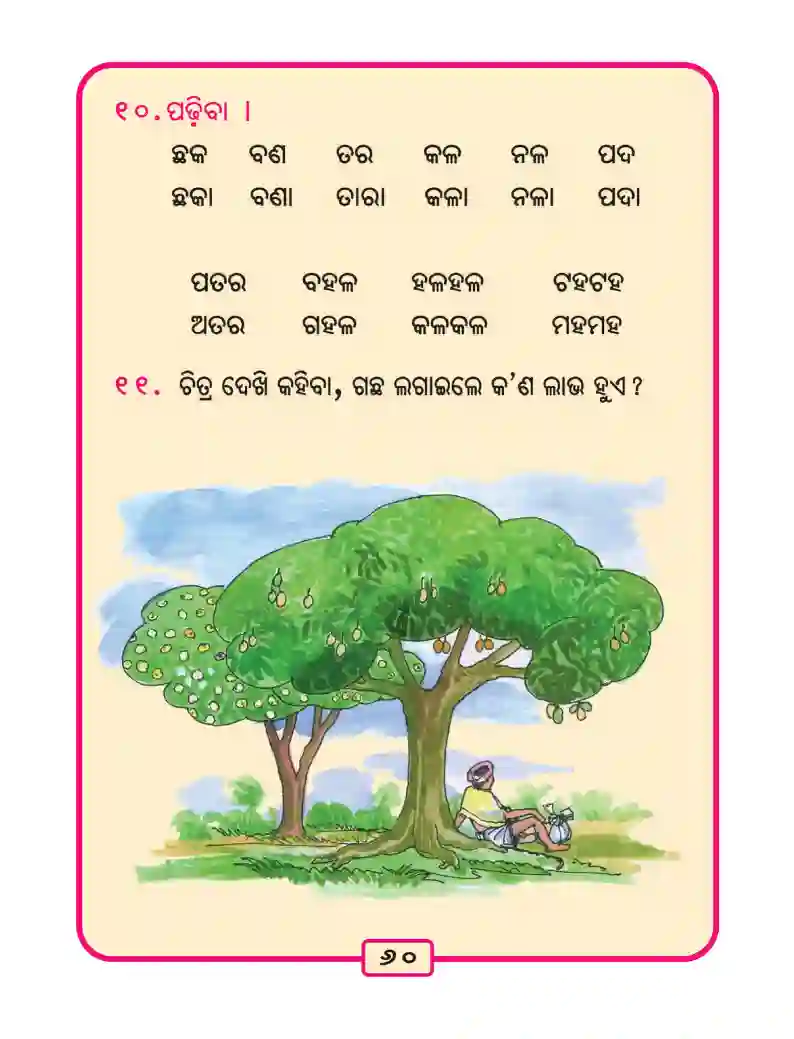 ୧୦. ପଢ଼ିବା ।
ଛକ ବଣ ତର କଳ ନଳ ପଦ
ଛକା ବଣା ତାରା କଳା ନଳା ପଦା
ପତର ବହଳ ହଳହଳ ଟହଟହ
ଅତର ଗହଳ କଳକଳ ମହମହ
୧୧. ଚିତ୍ର ଦେଖି କହିବା, ଗଛ ଲଗାଇଲେ କ'ଣ ଲାଭ ହୁଏ ?
୬୦